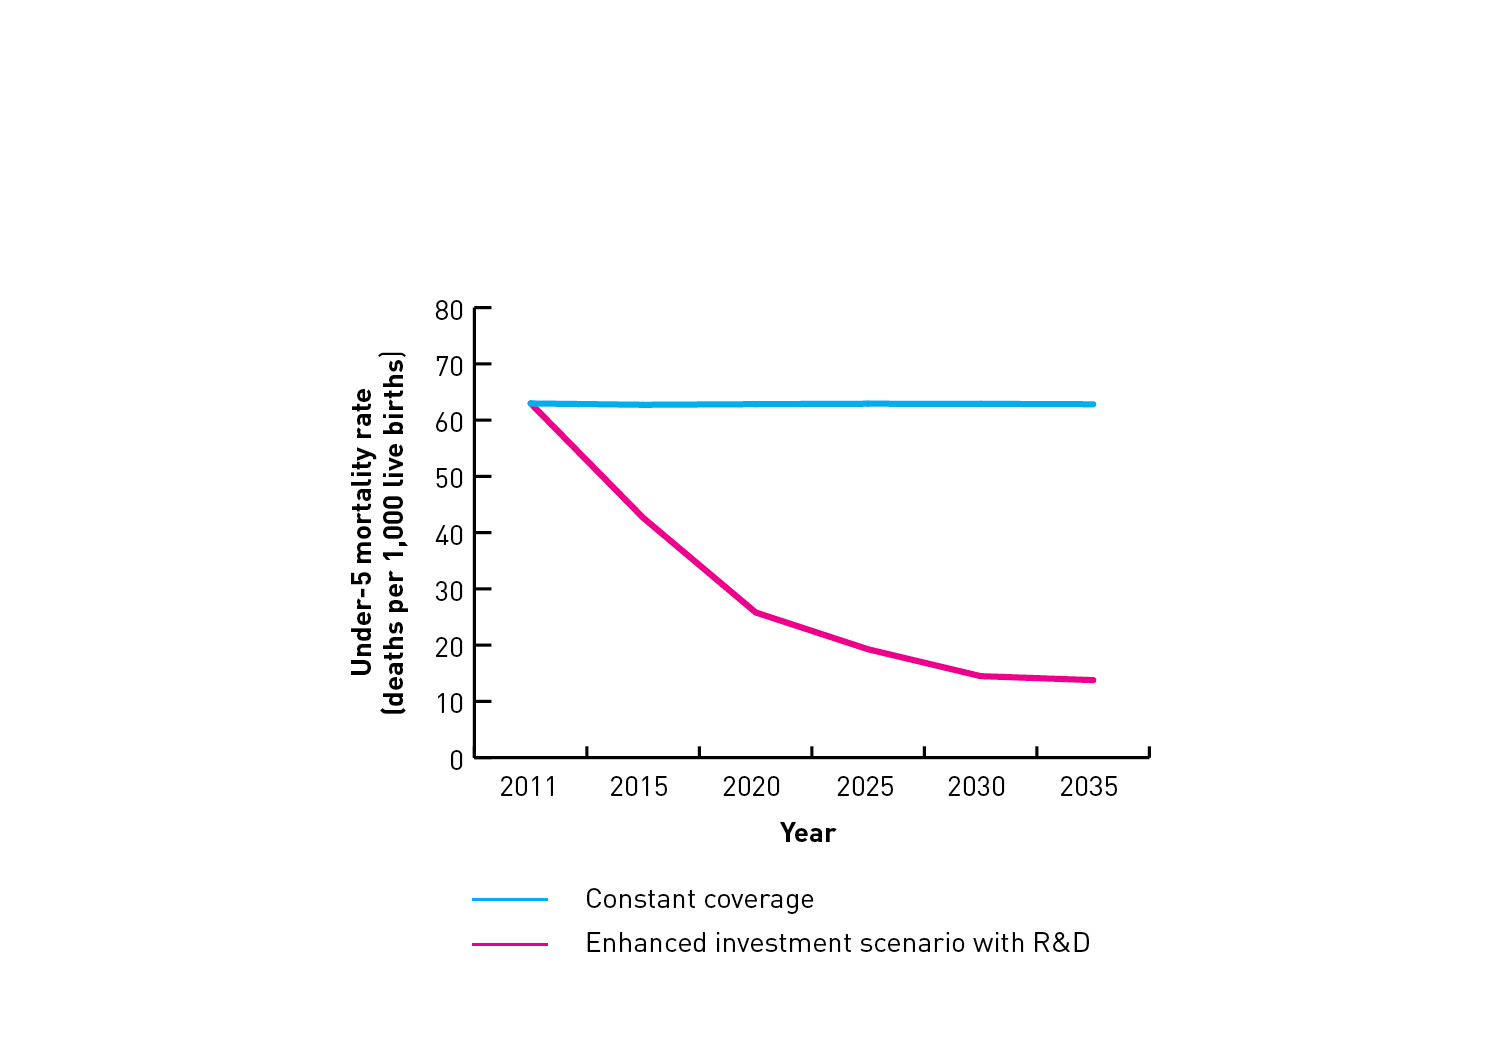 Under-5 mortality rate
(deaths per 1,000 live births)
80
70
60
50
40
30
20
10
0
2011 2015 2020 2025 2030 2035
Year
Constant coverage
Enhanced investment scenario with R&D